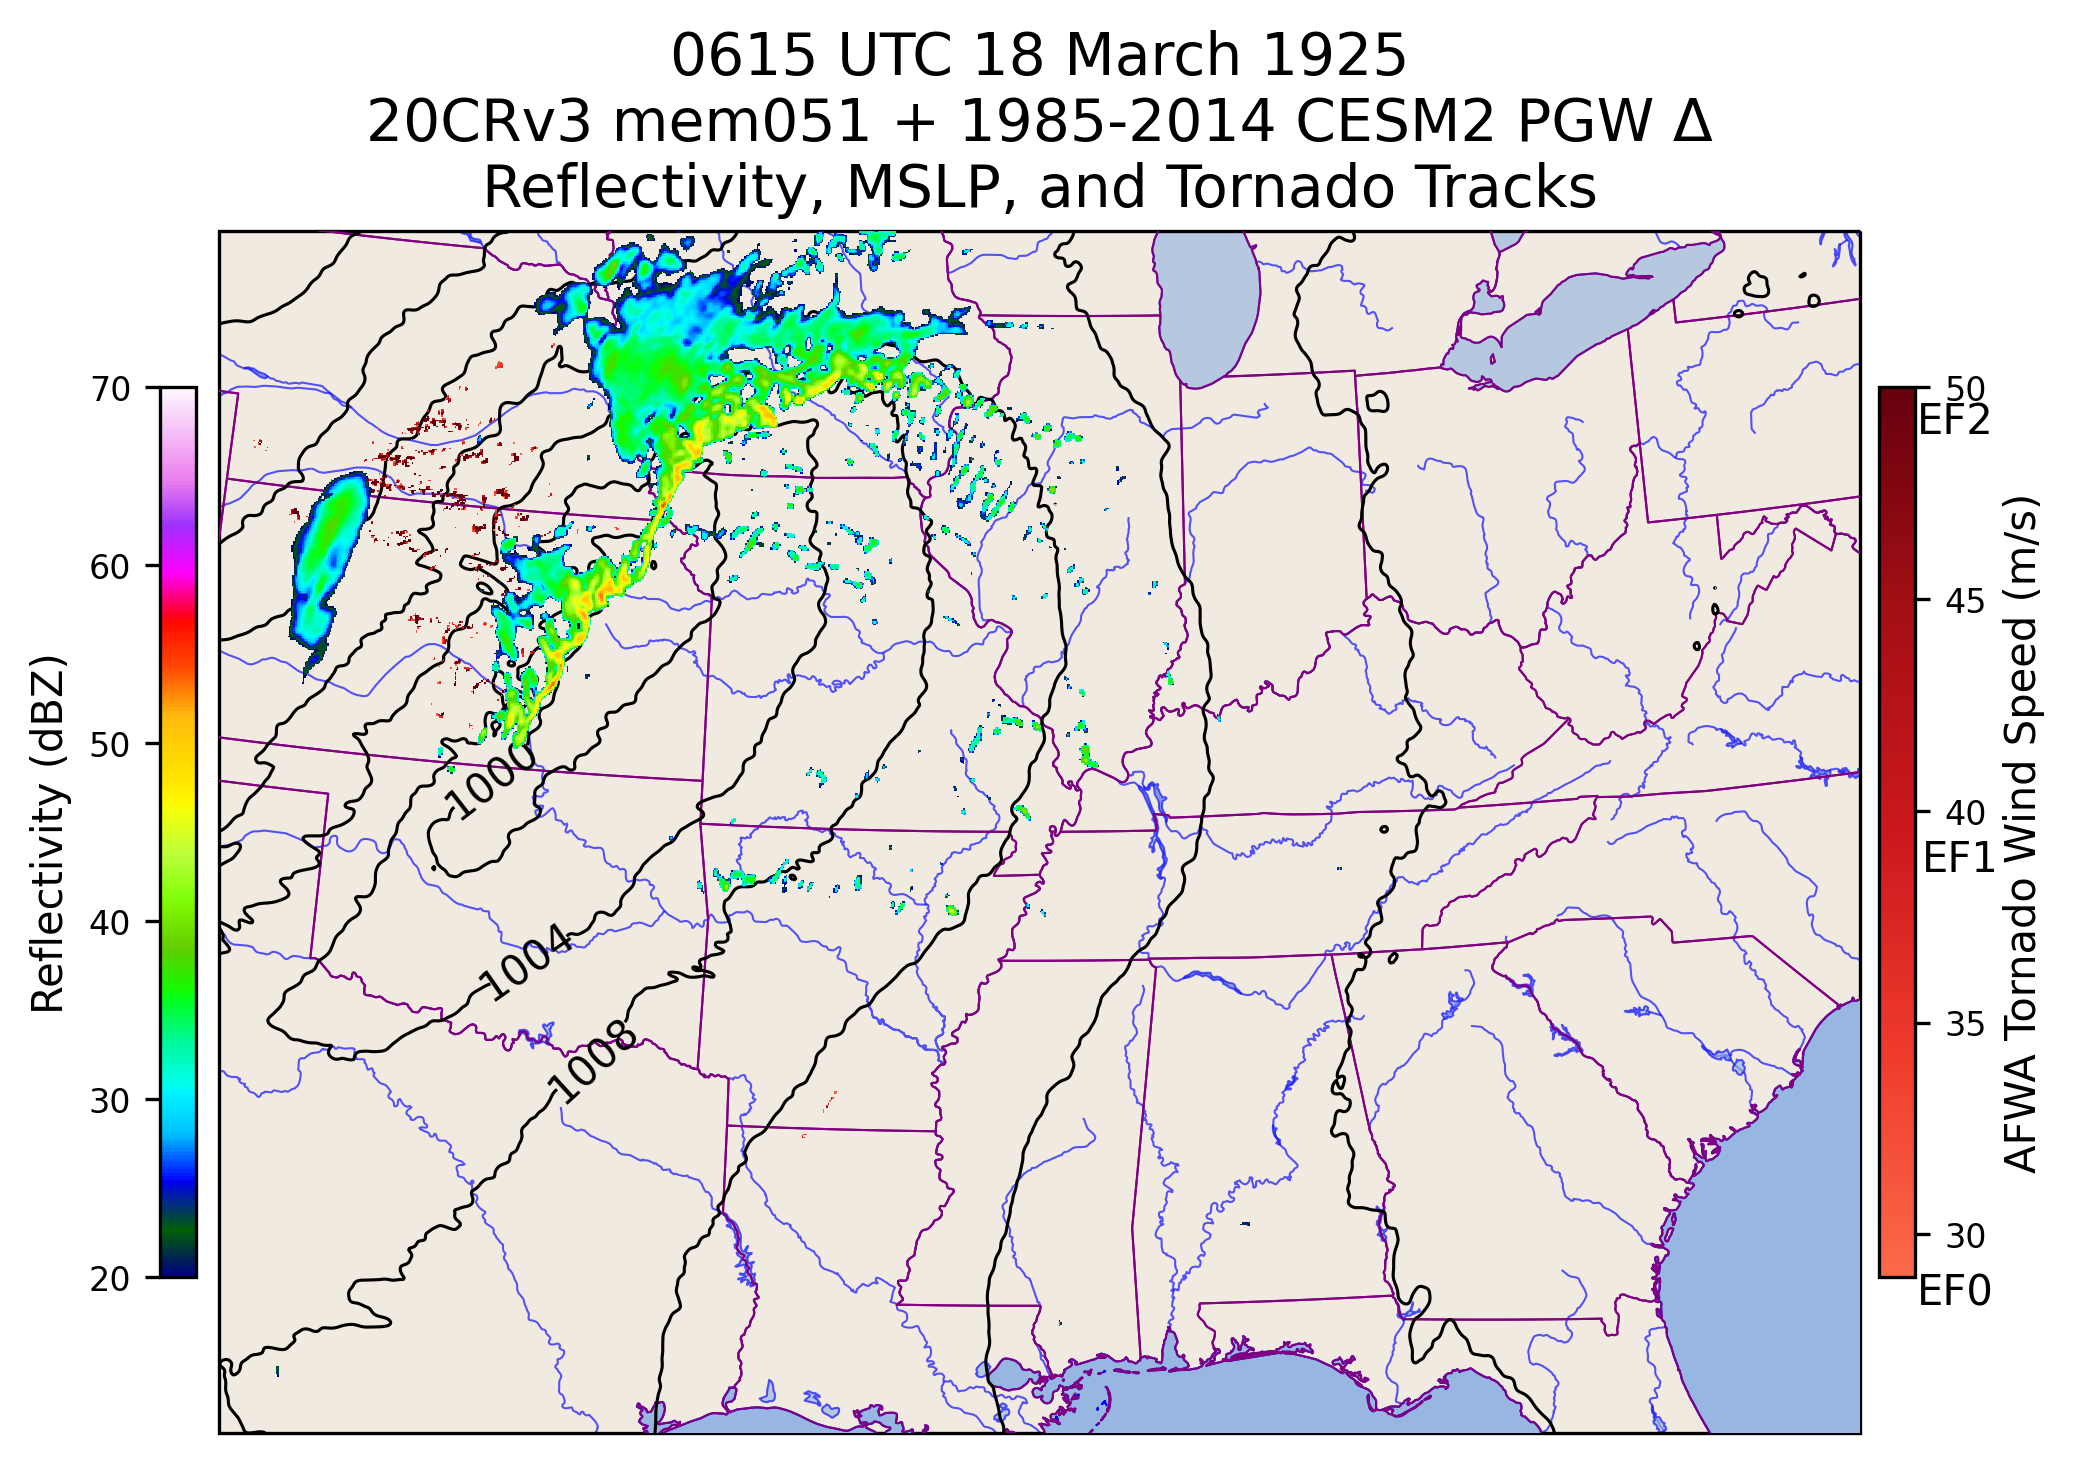 0615 UTC 18 March 1925
20CRv3 mem051 + 1985-2014 CESM2 PGW Δ
Reflectivity, MSLP, and Tornado Tracks
70
60
50
40
30
20
Reflectivity (dBZ)
1000
1004
1008
50
EF2
45
40
EF1
35
30
EF0
AFWA Tornado Wind Speed (m/s)